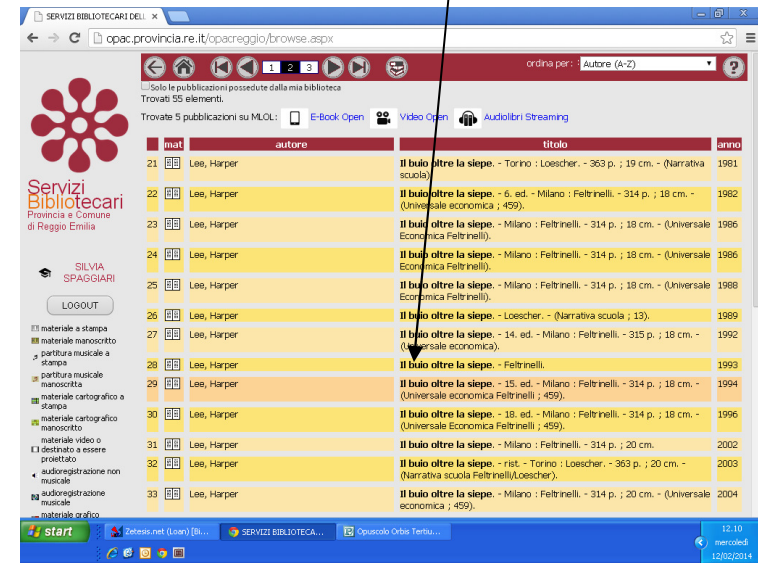 SERVIZI BIBLIOTECARI DELL
opac.provincia.re.it/opacreggio/browse.aspx
1 2 3
ordina per: Autore (A-Z)
?
Solo le pubblicazioni possedute dalla mia biblioteca
Trovati 55 elementi.
Trovate 5 pubblicazioni su MLOL: E-Book Open Video Open Audiolibri Streaming
mat autore titolo anno
21 Lee, Harper Il buio oltre la siepe. - Torino : Loescher. - 363 p. ; 19 cm. - (Narrativa 1981
scuola)
22 Lee, Harper Il buio oltre la siepe. - 6. ed. - Milano : Feltrinelli. - 314 p. ; 18 cm. - 1982
(Universale economica ; 459).
23 Lee, Harper Il buio oltre la siepe. - Milano : Feltrinelli. - 314 p. ; 18 cm. - (Universale 1986
Economica Feltrinelli).
24 Lee, Harper Il buio oltre la siepe. - Milano : Feltrinelli. - 314 p. ; 18 cm. - (Universale 1986
Economica Feltrinelli).
25 Lee, Harper Il buio oltre la siepe. - Milano : Feltrinelli. - 314 p. ; 18 cm. - (Universale 1988
Economica Feltrinelli).
26 Lee, Harper Il buio oltre la siepe. - Loescher. - (Narrativa scuola ; 13). 1989
27 Lee, Harper Il buio oltre la siepe. - 14. ed. - Milano : Feltrinelli. - 315 p. ; 18 cm. - 1992
(Universale economica).
28 Lee, Harper Il buio oltre la siepe. - Feltrinelli. 1993
29 Lee, Harper Il buio oltre la siepe. - 15. ed. - Milano : Feltrinelli. - 314 p. ; 18 cm. - 1994
(Universale economica Feltrinelli ; 459).
30 Lee, Harper Il buio oltre la siepe. - 18. ed. - Milano : Feltrinelli. - 314 p. ; 18 cm. - 1996
(Universale Economica Feltrinelli ; 459).
31 Lee, Harper Il buio oltre la siepe. - Milano : Feltrinelli. - 314 p. ; 20 cm. 2002
32 Lee, Harper Il buio oltre la siepe. - rist. - Torino : Loescher. - 363 p. ; 20 cm. - 2003
(Narrativa scuola Feltrinelli/Loescher).
33 Lee, Harper Il buio oltre la siepe. - Milano : Feltrinelli. - 314 p. ; 20 cm. - (Universale 2004
economica ; 459).
Servizi
Bibliotecari
Provincia e Comune
di Reggio Emilia
SILVIA
SPAGGIARI
LOGOUT
materiale a stampa
materiale manoscritto
partitura musicale a
stampa
partitura musicale
manoscritta
materiale cartografico a
stampa
materiale cartografico
manoscritto
materiale video o
destinato a essere
proiettato
audioregistrazione non
musicale
audioregistrazione
musicale
materiale grafico
start
Zetesis.net (Loan) [Bi...
SERVIZI BIBLIOTECA...
Opuscolo Orbis Tertiu...
12.10
mercoledì
12/02/2014